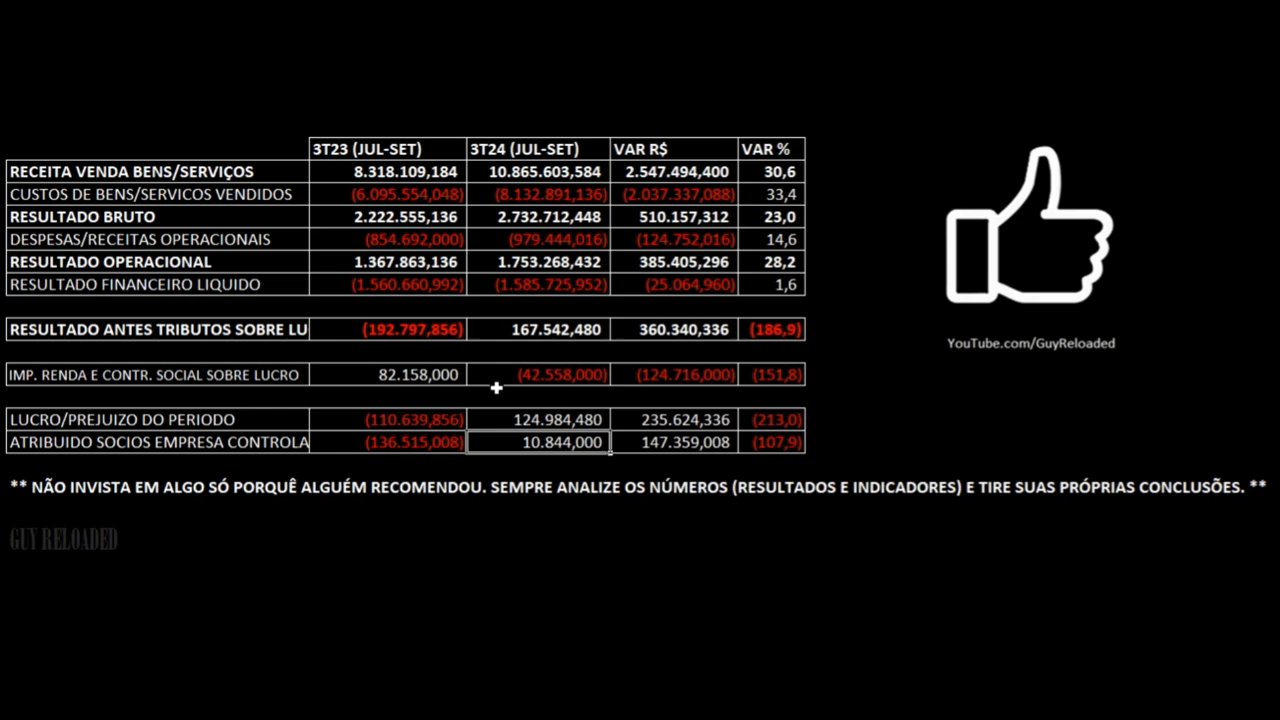 3T23 (JUL-SET) 3T24 (JUL-SET) VAR R$ VAR %
RECEITA VENDA BENS/SERVIÇOS 8.318.109,184 10.865.603,584 2.547.494,400 30,6
CUSTOS DE BENS/SERVICOS VENDIDOS (6.095.554,048) (8.132.891,136) (2.037.337,088) 33,4
RESULTADO BRUTO 2.222.555,136 2.732.712,448 510.157,312 23,0
DESPESAS/RECEITAS OPERACIONAIS (854.692,000) (979.444,016) (124.752,016) 14,6
RESULTADO OPERACIONAL 1.367.863,136 1.753.268,432 385.405,296 28,2
RESULTADO FINANCEIRO LIQUIDO (1.560.660,992) (1.585.725,952) (25.064,960) 1,6
RESULTADO ANTES TRIBUTOS SOBRE LU (192.797,856) 167.542,480 360.340,336 (186,9)
IMP. RENDA E CONTR. SOCIAL SOBRE LUCRO 82.158,000 (42.558,000) (124.716,000) (151,8)
LUCRO/PREJUIZO DO PERIODO (110.639,856) 124.984,480 235.624,336 (213,0)
ATRIBUIDO SOCIOS EMPRESA CONTROLA (136.515,008) 10.844,000 147.359,008 (107,9)
YouTube.com/GuyReloaded
** NÃO INVISTA EM ALGO SÓ PORQUÊ ALGUÉM RECOMENDOU. SEMPRE ANALIZE OS NÚMEROS (RESULTADOS E INDICADORES) E TIRE SUAS PRÓPRIAS CONCLUSÕES. **
GUY RELOADED